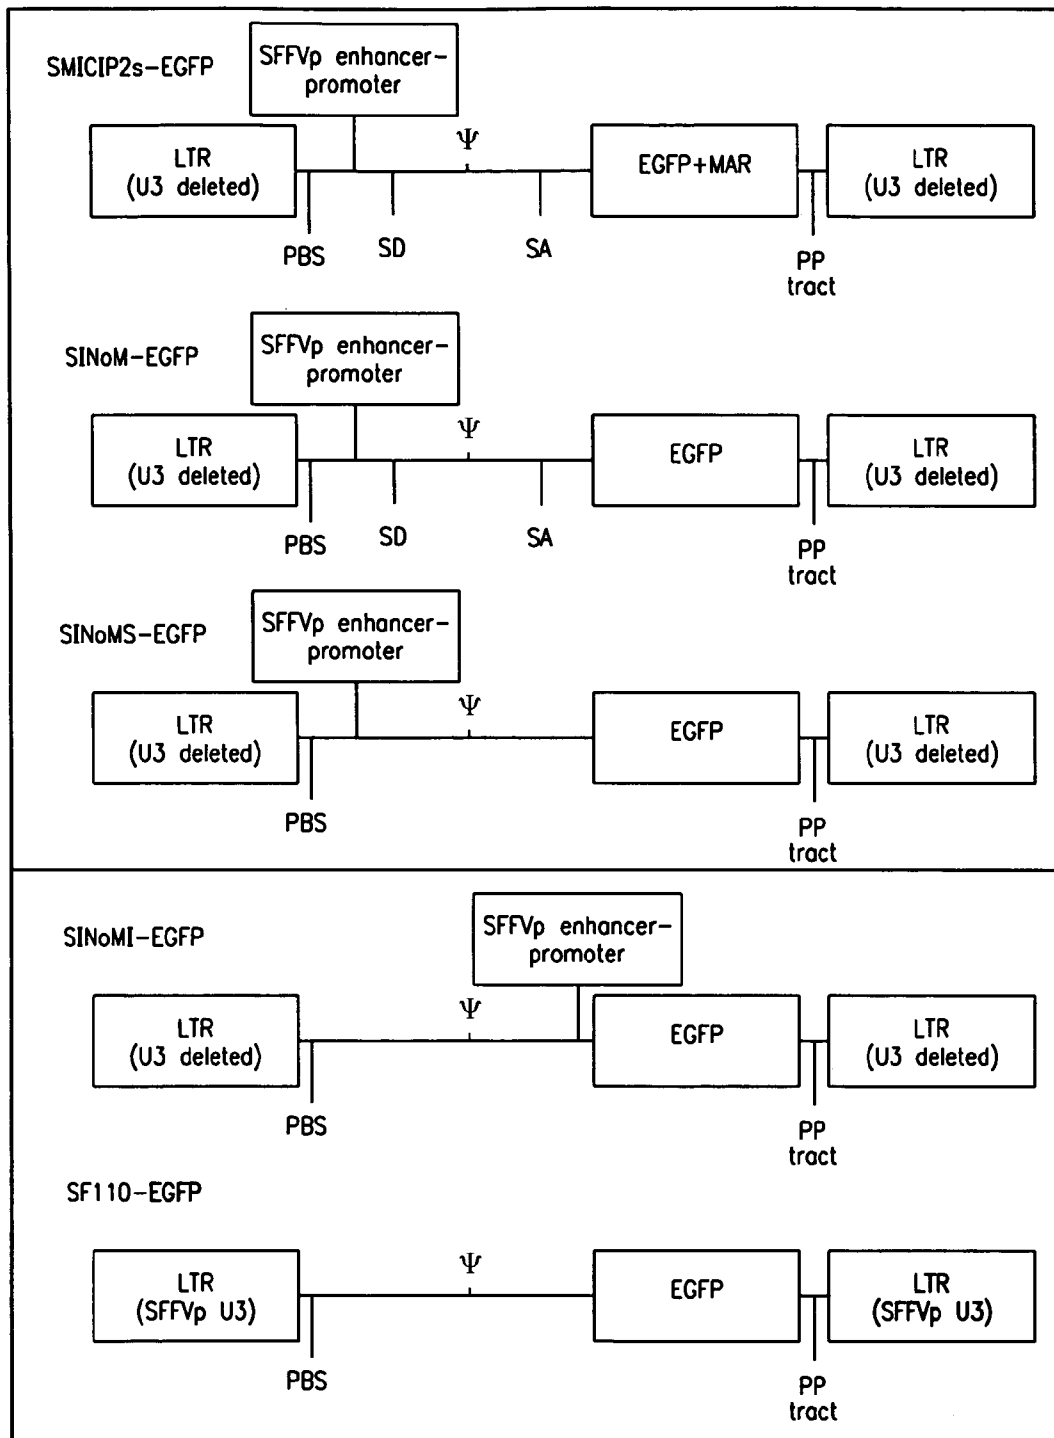 SMICIP2s-EGFP
SFFVp enhancer-
promoter
LTR
(U3 deleted)
Ψ
EGFP+MAR
LTR
(U3 deleted)
PBS
SD
SA
PP
tract
SINoM-EGFP
SFFVp enhancer-
promoter
LTR
(U3 deleted)
Ψ
EGFP
LTR
(U3 deleted)
PBS
SD
SA
PP
tract
SINoMS-EGFP
SFFVp enhancer-
promoter
LTR
(U3 deleted)
Ψ
EGFP
LTR
(U3 deleted)
PBS
PP
tract
SINoMI-EGFP
SFFVp enhancer-
promoter
LTR
(U3 deleted)
Ψ
EGFP
LTR
(U3 deleted)
PBS
PP
tract
SF110-EGFP
LTR
(SFFVp U3)
Ψ
EGFP
LTR
(SFFVp U3)
PBS
PP
tract